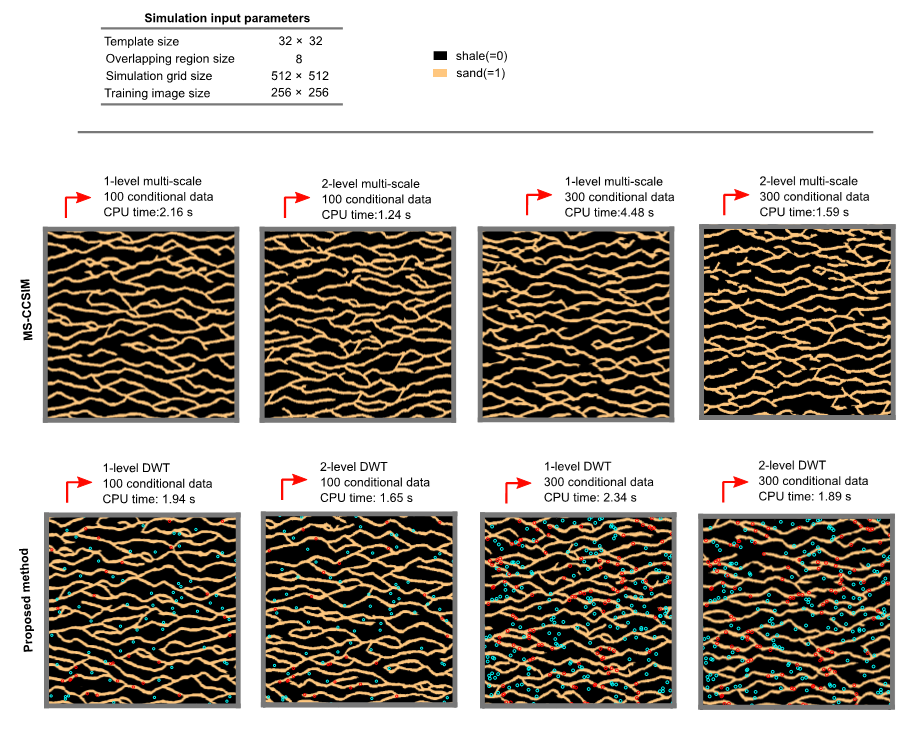 Simulation input parameters
Template size 32 × 32
Overlapping region size 8
Simulation grid size 512 × 512
Training image size 256 × 256
shale(=0)
sand(=1)
1-level multi-scale
100 conditional data
CPU time:2.16 s
2-level multi-scale
100 conditional data
CPU time:1.24 s
1-level multi-scale
300 conditional data
CPU time:4.48 s
2-level multi-scale
300 conditional data
CPU time:1.59 s
MS-CCSIM
1-level DWT
100 conditional data
CPU time: 1.94 s
2-level DWT
100 conditional data
CPU time: 1.65 s
1-level DWT
300 conditional data
CPU time: 2.34 s
2-level DWT
300 conditional data
CPU time: 1.89 s
Proposed method